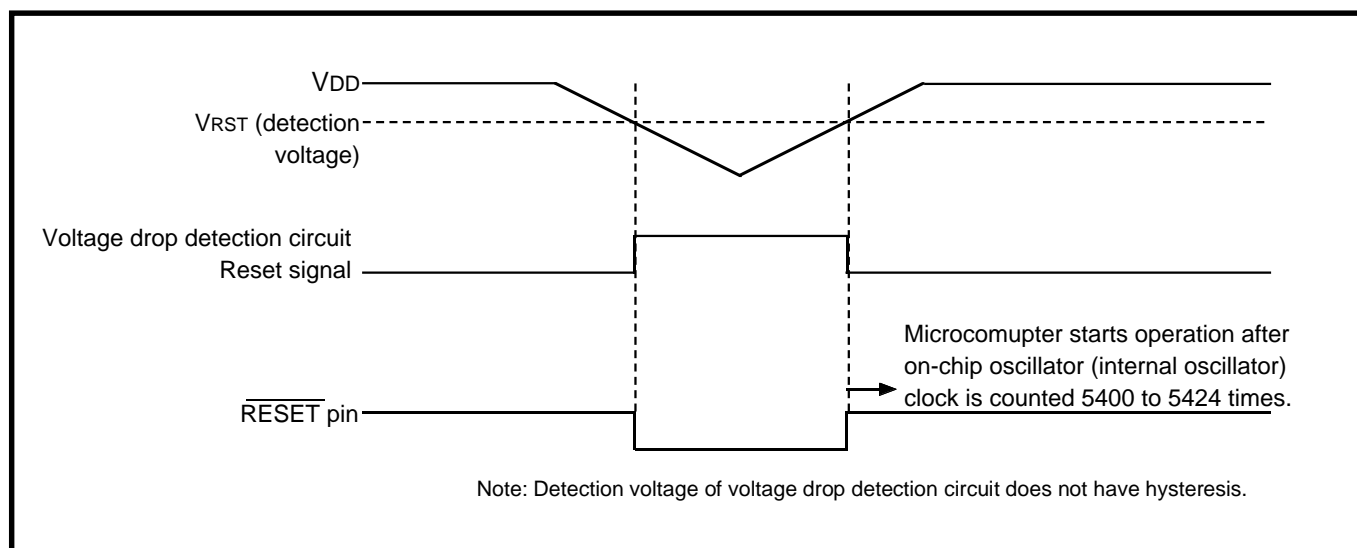 VDD
VRST (detection
voltage)
Voltage drop detection circuit
Reset signal
Microcomupter starts operation after
on-chip oscillator (internal oscillator)
clock is counted 5400 to 5424 times.
RESET pin
Note: Detection voltage of voltage drop detection circuit does not have hysteresis.